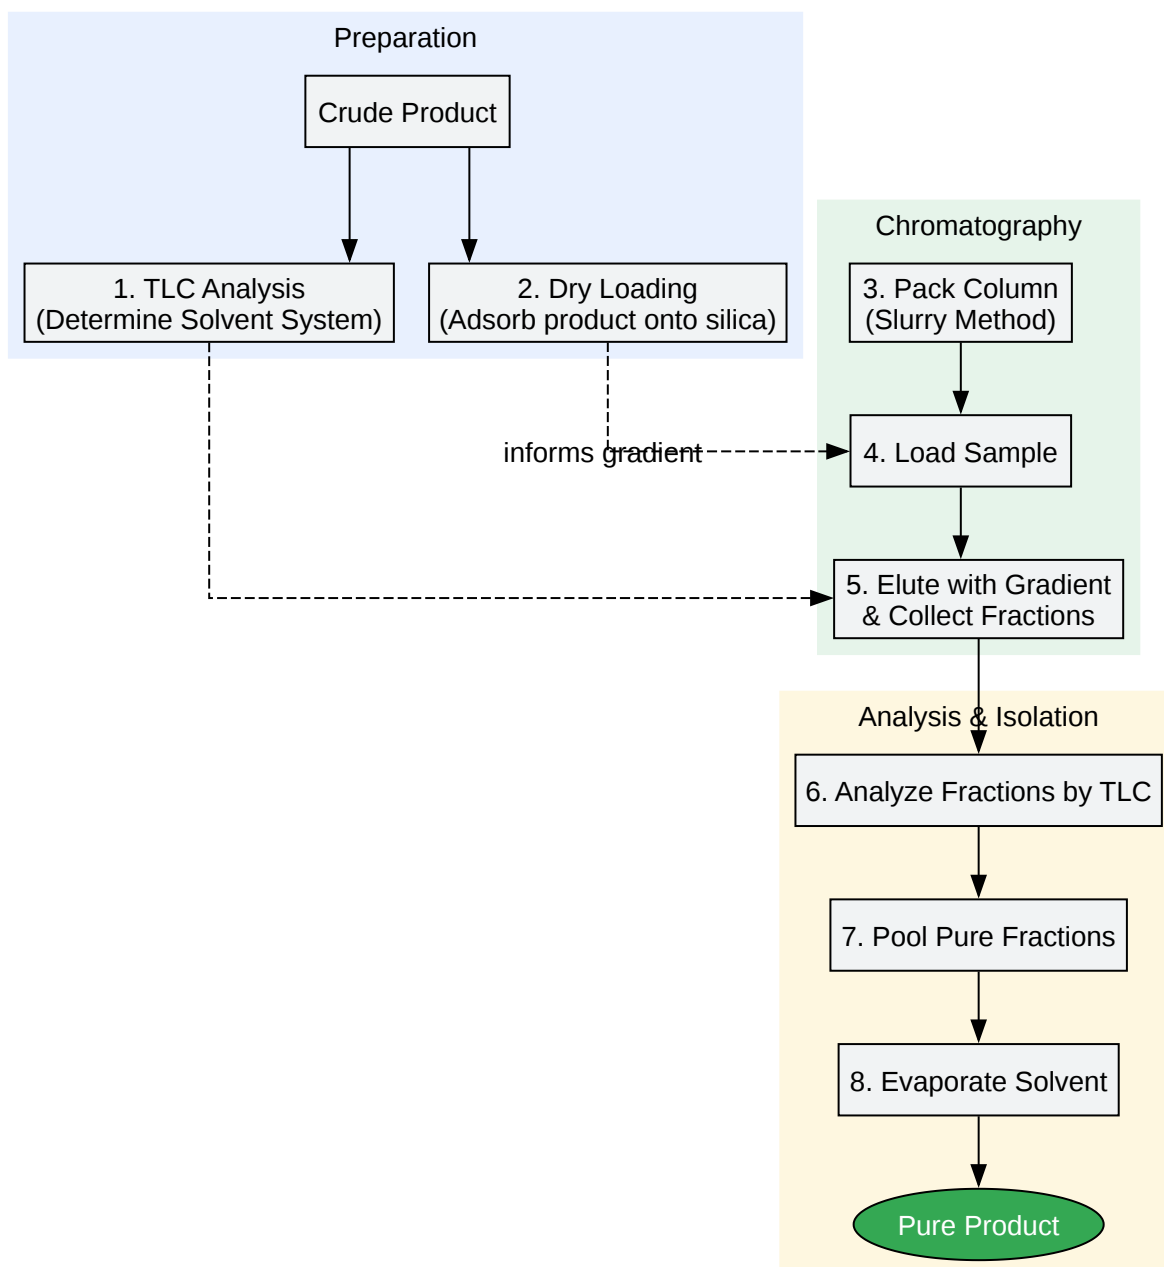 Preparation
Crude Product
1. TLC Analysis
(Determine Solvent System)
2. Dry Loading
(Adsorb product onto silica)
Chromatography
3. Pack Column
(Slurry Method)
informs gradient
4. Load Sample
5. Elute with Gradient
& Collect Fractions
Analysis & Isolation
6. Analyze Fractions by TLC
7. Pool Pure Fractions
8. Evaporate Solvent
Pure Product